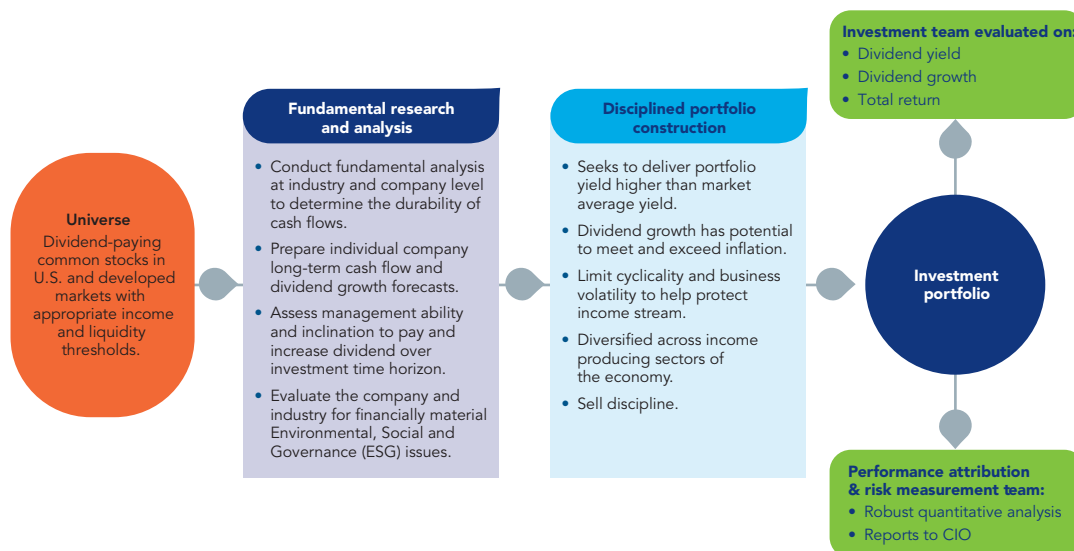 Universe
Dividend-paying
common stocks in
U.S. and developed
markets with
appropriate income
and liquidity
thresholds.
Fundamental research
and analysis
• Conduct fundamental analysis
at industry and company level
to determine the durability of
cash flows.
• Prepare individual company
long-term cash flow and
dividend growth forecasts.
• Assess management ability
and inclination to pay and
increase dividend over
investment time horizon.
• Evaluate the company and
industry for financially material
Environmental, Social and
Governance (ESG) issues.
Disciplined portfolio
construction
• Seeks to deliver portfolio
yield higher than market
average yield.
• Dividend growth has potential
to meet and exceed inflation.
• Limit cyclicality and business
volatility to help protect
income stream.
• Diversified across income
producing sectors of
the economy.
• Sell discipline.
Investment team evaluated on:
• Dividend yield
• Dividend growth
• Total return
Investment
portfolio
Performance attribution
& risk measurement team:
• Robust quantitative analysis
• Reports to CIO